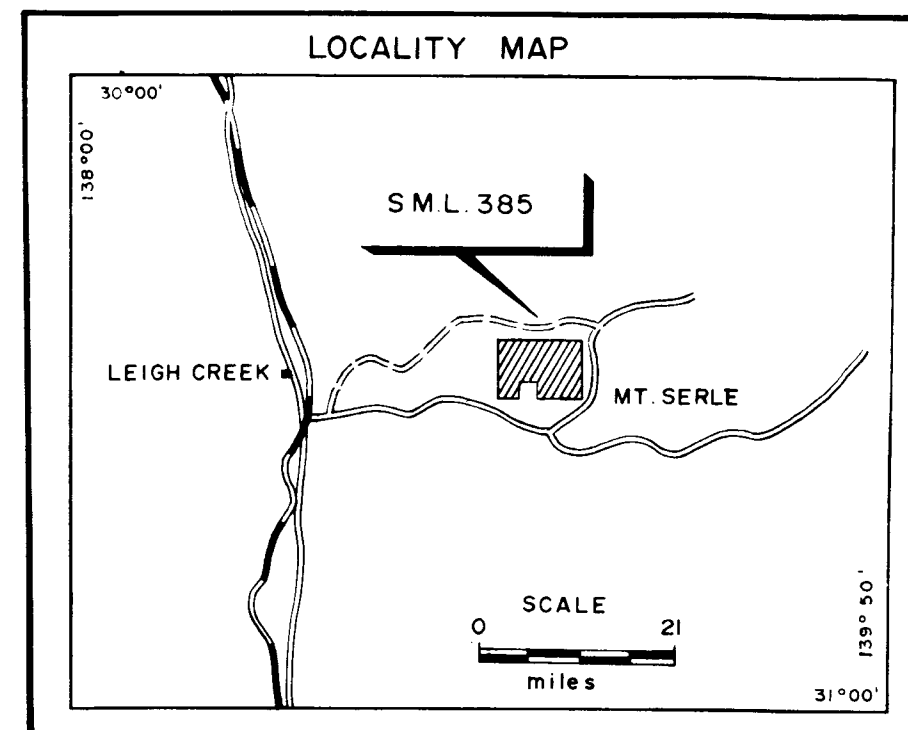 LOCALITY MAP
30°00'
138°00'
S.M.L. 385
LEIGH CREEK
MT. SERLE
SCALE
0 21
miles
139° 50'
31°00'